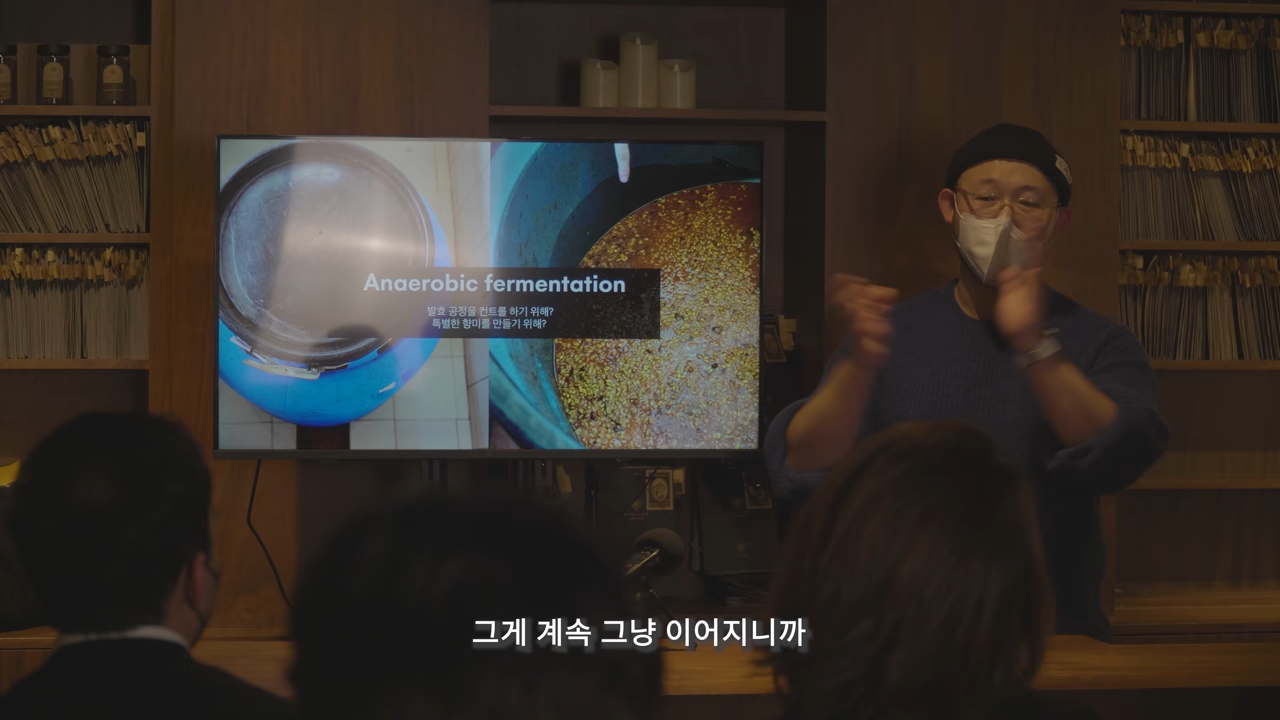 Anaerobic fermentation
발효 공정을 컨트롤 하기 위해?
특별한 향미를 만들기 위해?
그게 계속 그냥 이어지니까